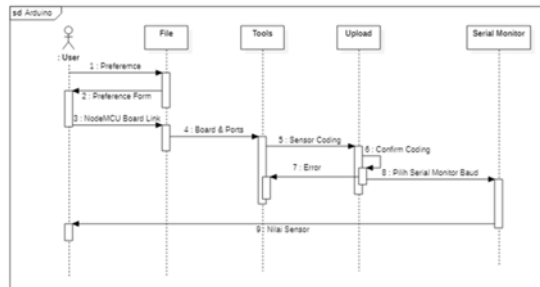 sd Arduino
: User
File
Tools
Upload
Serial Monitor
1 : Preferemce
2 : Preference Form
3 : NodeMCU Board Link
4 : Board & Ports
5 : Sensor Coding
6 : Confirm Coding
7 : Error
8 : Pilih Serial Monitor Baud
9 : Nilai Sensor